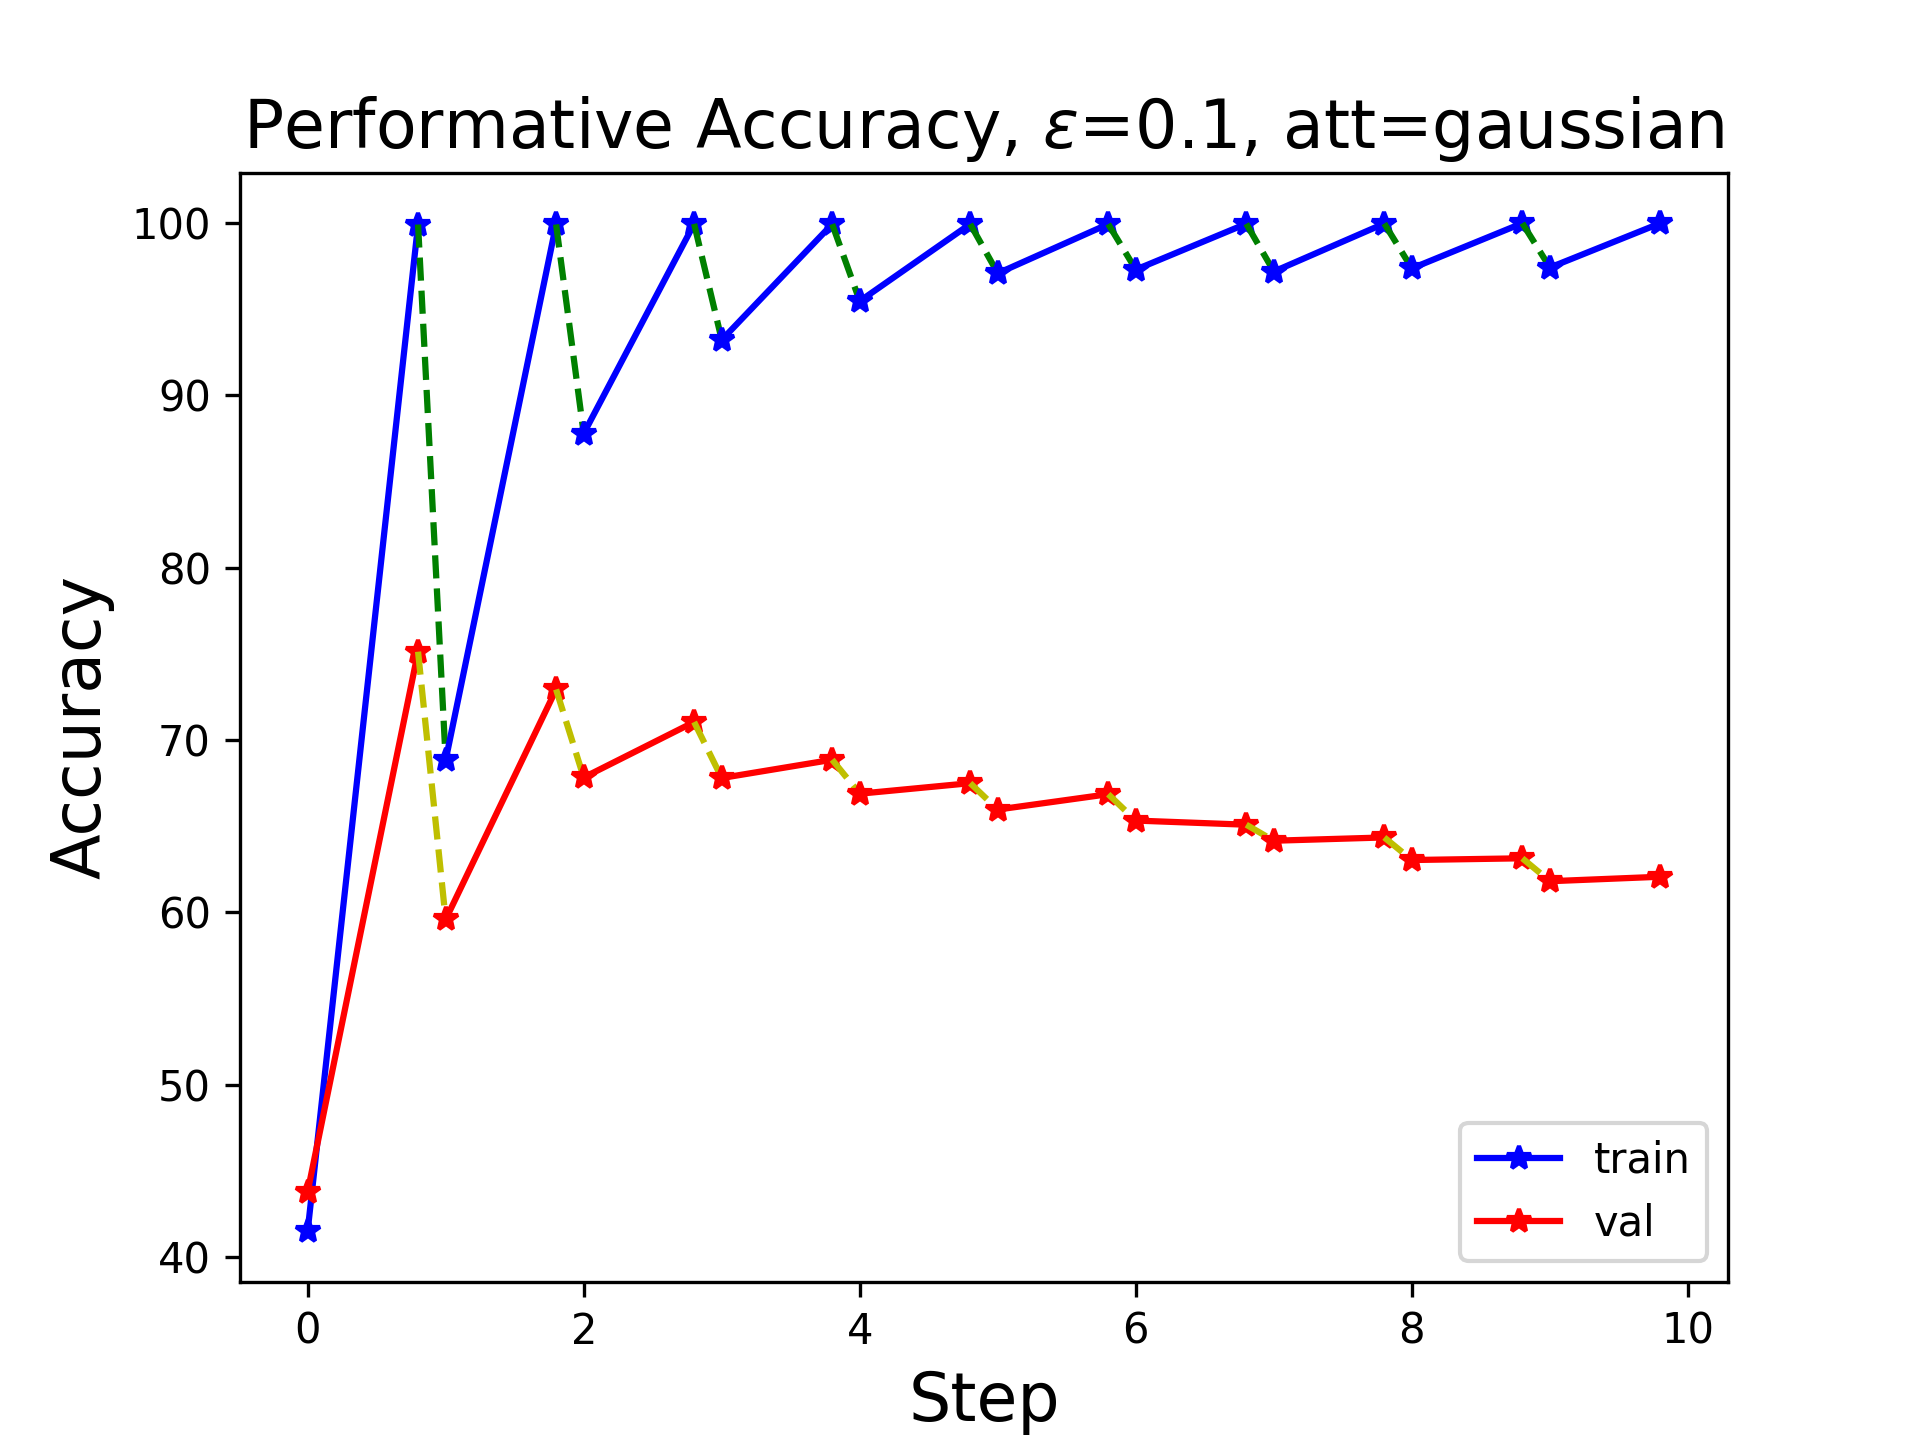 Performative Accuracy, ε=0.1, att=gaussian
Accuracy
100
90
80
70
60
50
40
train
val
0 2 4 6 8 10
Step